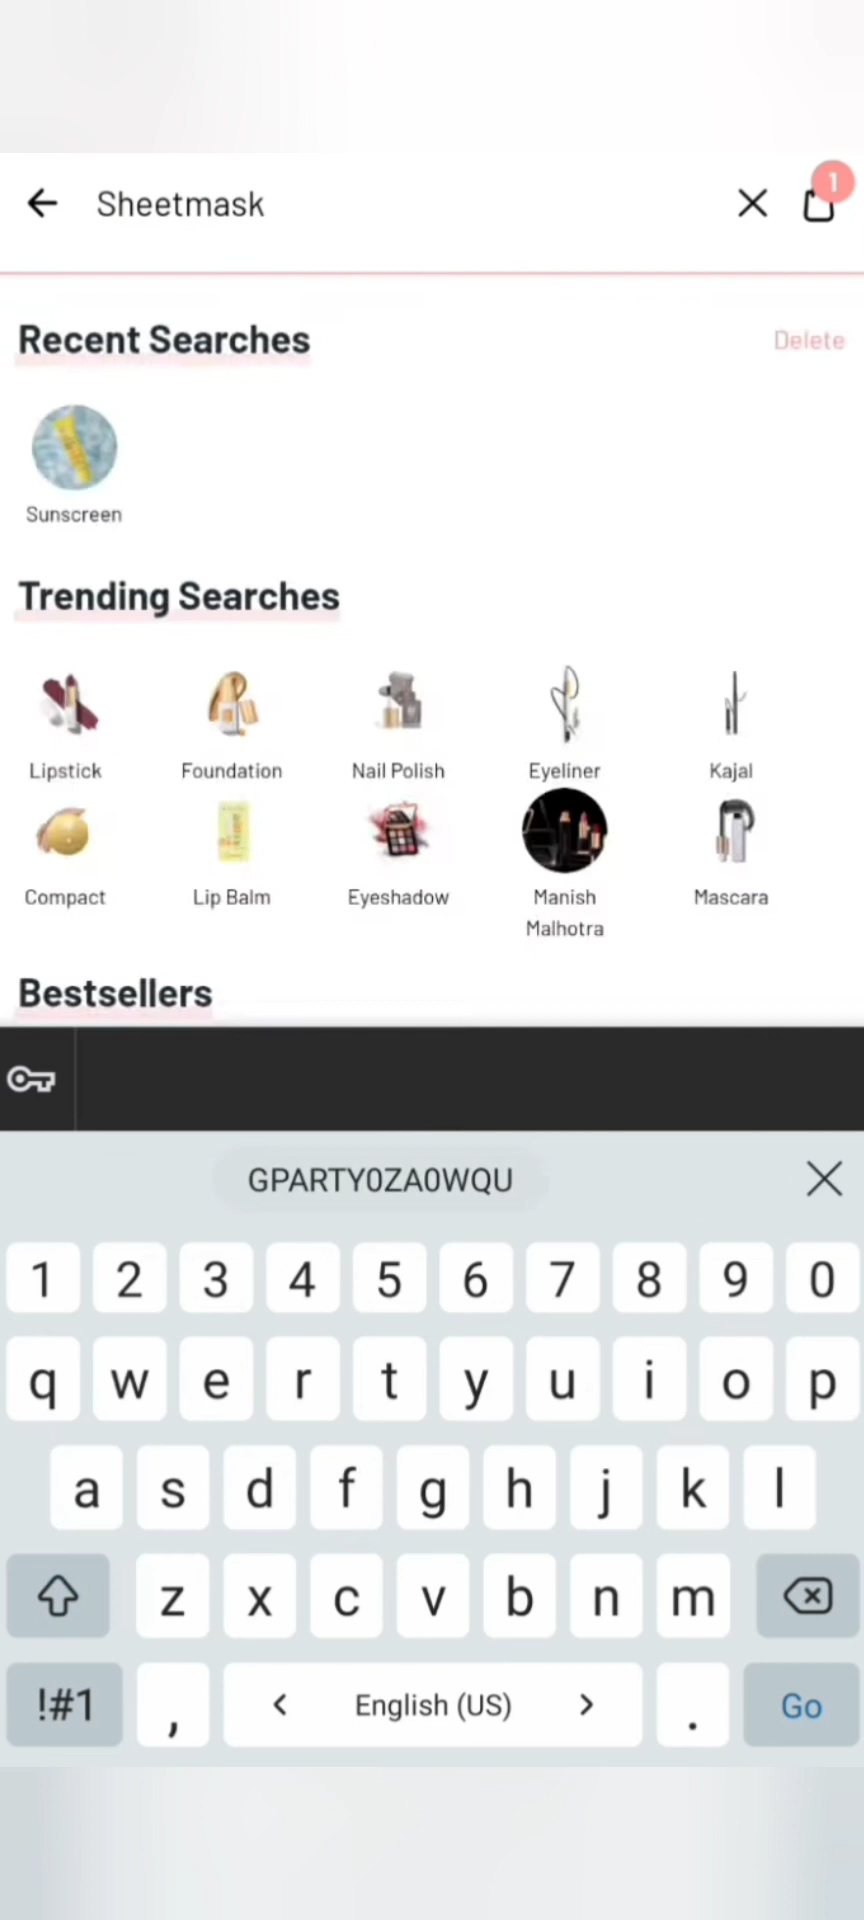 Sheetmask
1
Recent Searches
Delete
Sunscreen
Trending Searches
Lipstick
Foundation
Nail Polish
Eyeliner
Kajal
Compact
Lip Balm
Eyeshadow
Manish
Malhotra
Mascara
Bestsellers
GPARTY0ZA0WQU
1 2 3 4 5 6 7 8 9 0
q w e r t y u i o p
a s d f g h j k l
z x c v b n m
!#1 , < English (US) > . Go